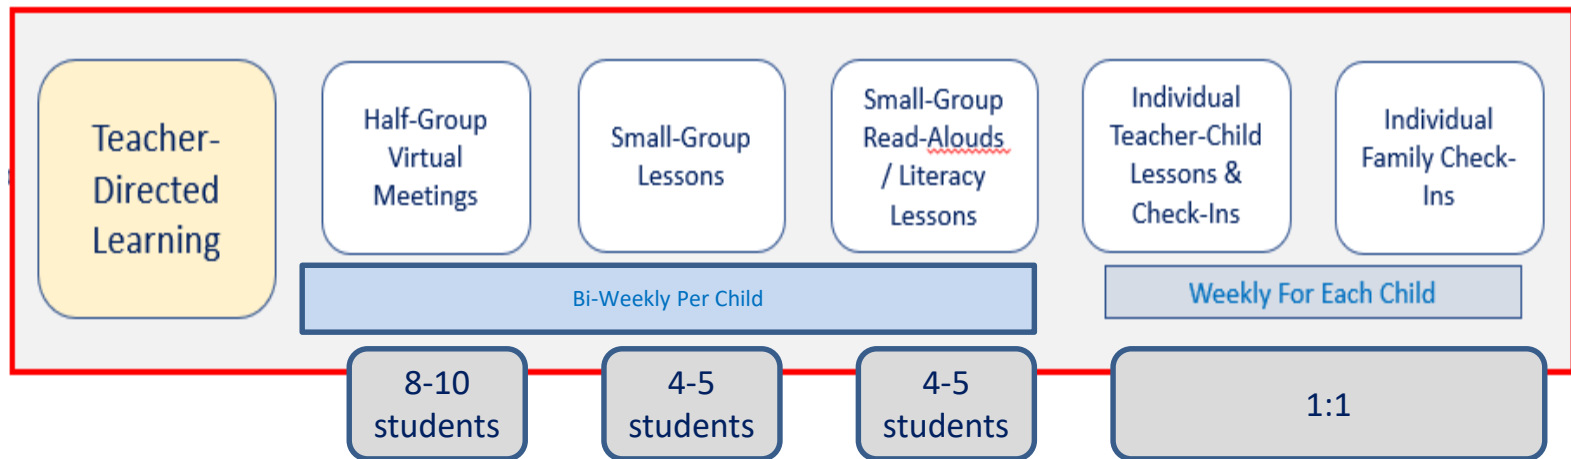 Teacher-
Directed
Learning
Half-Group
Virtual
Meetings
Small-Group
Lessons
Small-Group
Read-Alouds
/ Literacy
Lessons
Individual
Teacher-Child
Lessons &
Check-Ins
Individual
Family Check-
Ins
Bi-Weekly Per Child
Weekly For Each Child
8-10
students
4-5
students
4-5
students
1:1